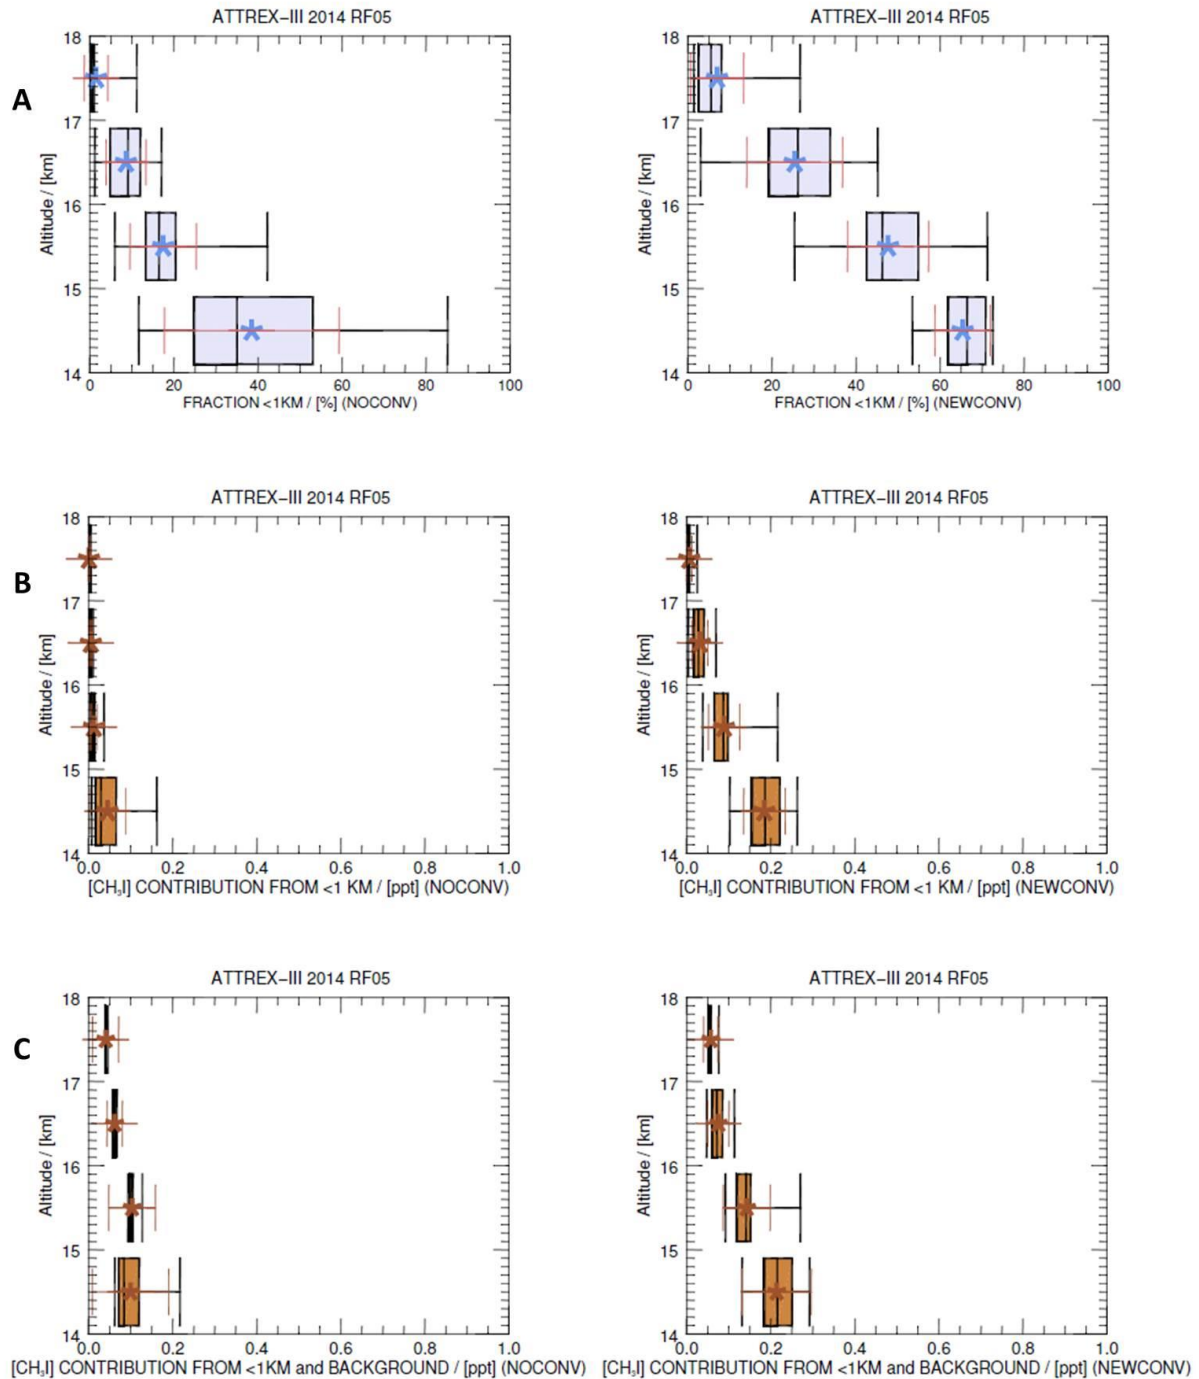 ATTREX-III 2014 RF05
ATTREX-III 2014 RF05
A
18
17
16
15
14
Altitude / [km]
0 20 40 60 80 100
FRACTION <1KM / [%] (NOCONV)
18
17
16
15
14
Altitude / [km]
0 20 40 60 80 100
FRACTION <1KM / [%] (NEWCONV)
ATTREX-III 2014 RF05
ATTREX-III 2014 RF05
B
18
17
16
15
14
Altitude / [km]
0.0 0.2 0.4 0.6 0.8 1.0
[CH₃I] CONTRIBUTION FROM <1 KM / [ppt] (NOCONV)
18
17
16
15
14
Altitude / [km]
0.0 0.2 0.4 0.6 0.8 1.0
[CH₃I] CONTRIBUTION FROM <1 KM / [ppt] (NEWCONV)
ATTREX-III 2014 RF05
ATTREX-III 2014 RF05
C
18
17
16
15
14
Altitude / [km]
0.0 0.2 0.4 0.6 0.8 1.0
[CH₃I] CONTRIBUTION FROM <1KM and BACKGROUND / [ppt] (NOCONV)
18
17
16
15
14
Altitude / [km]
0.0 0.2 0.4 0.6 0.8 1.0
[CH₃I] CONTRIBUTION FROM <1KM and BACKGROUND / [ppt] (NEWCONV)